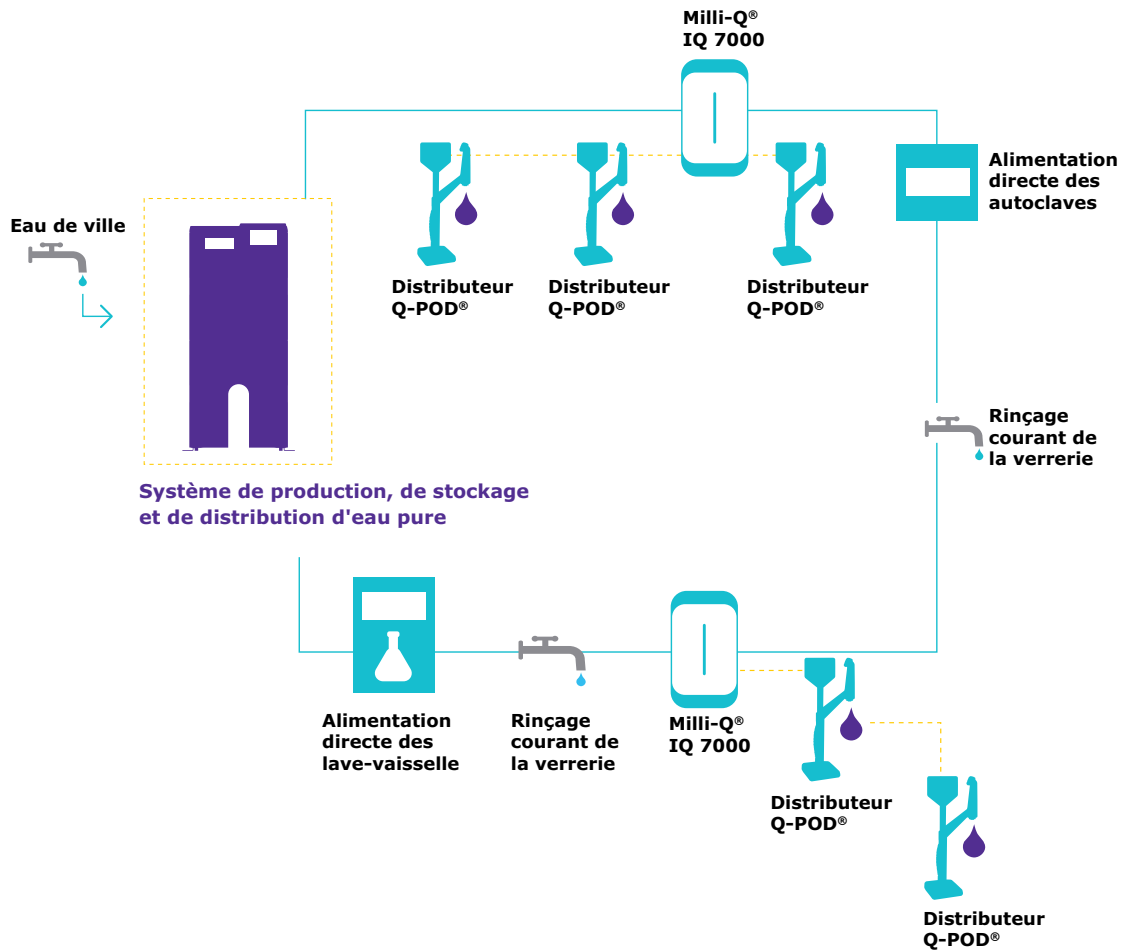 Milli-Q®
IQ 7000
Alimentation
directe des
autoclaves
Eau de ville
Distributeur
Q-POD®
Distributeur
Q-POD®
Distributeur
Q-POD®
Rinçage
courant de
la verrerie
Système de production, de stockage
et de distribution d'eau pure
Alimentation
directe des
lave-vaisselle
Rinçage
courant de
la verrerie
Milli-Q®
IQ 7000
Distributeur
Q-POD®
Distributeur
Q-POD®